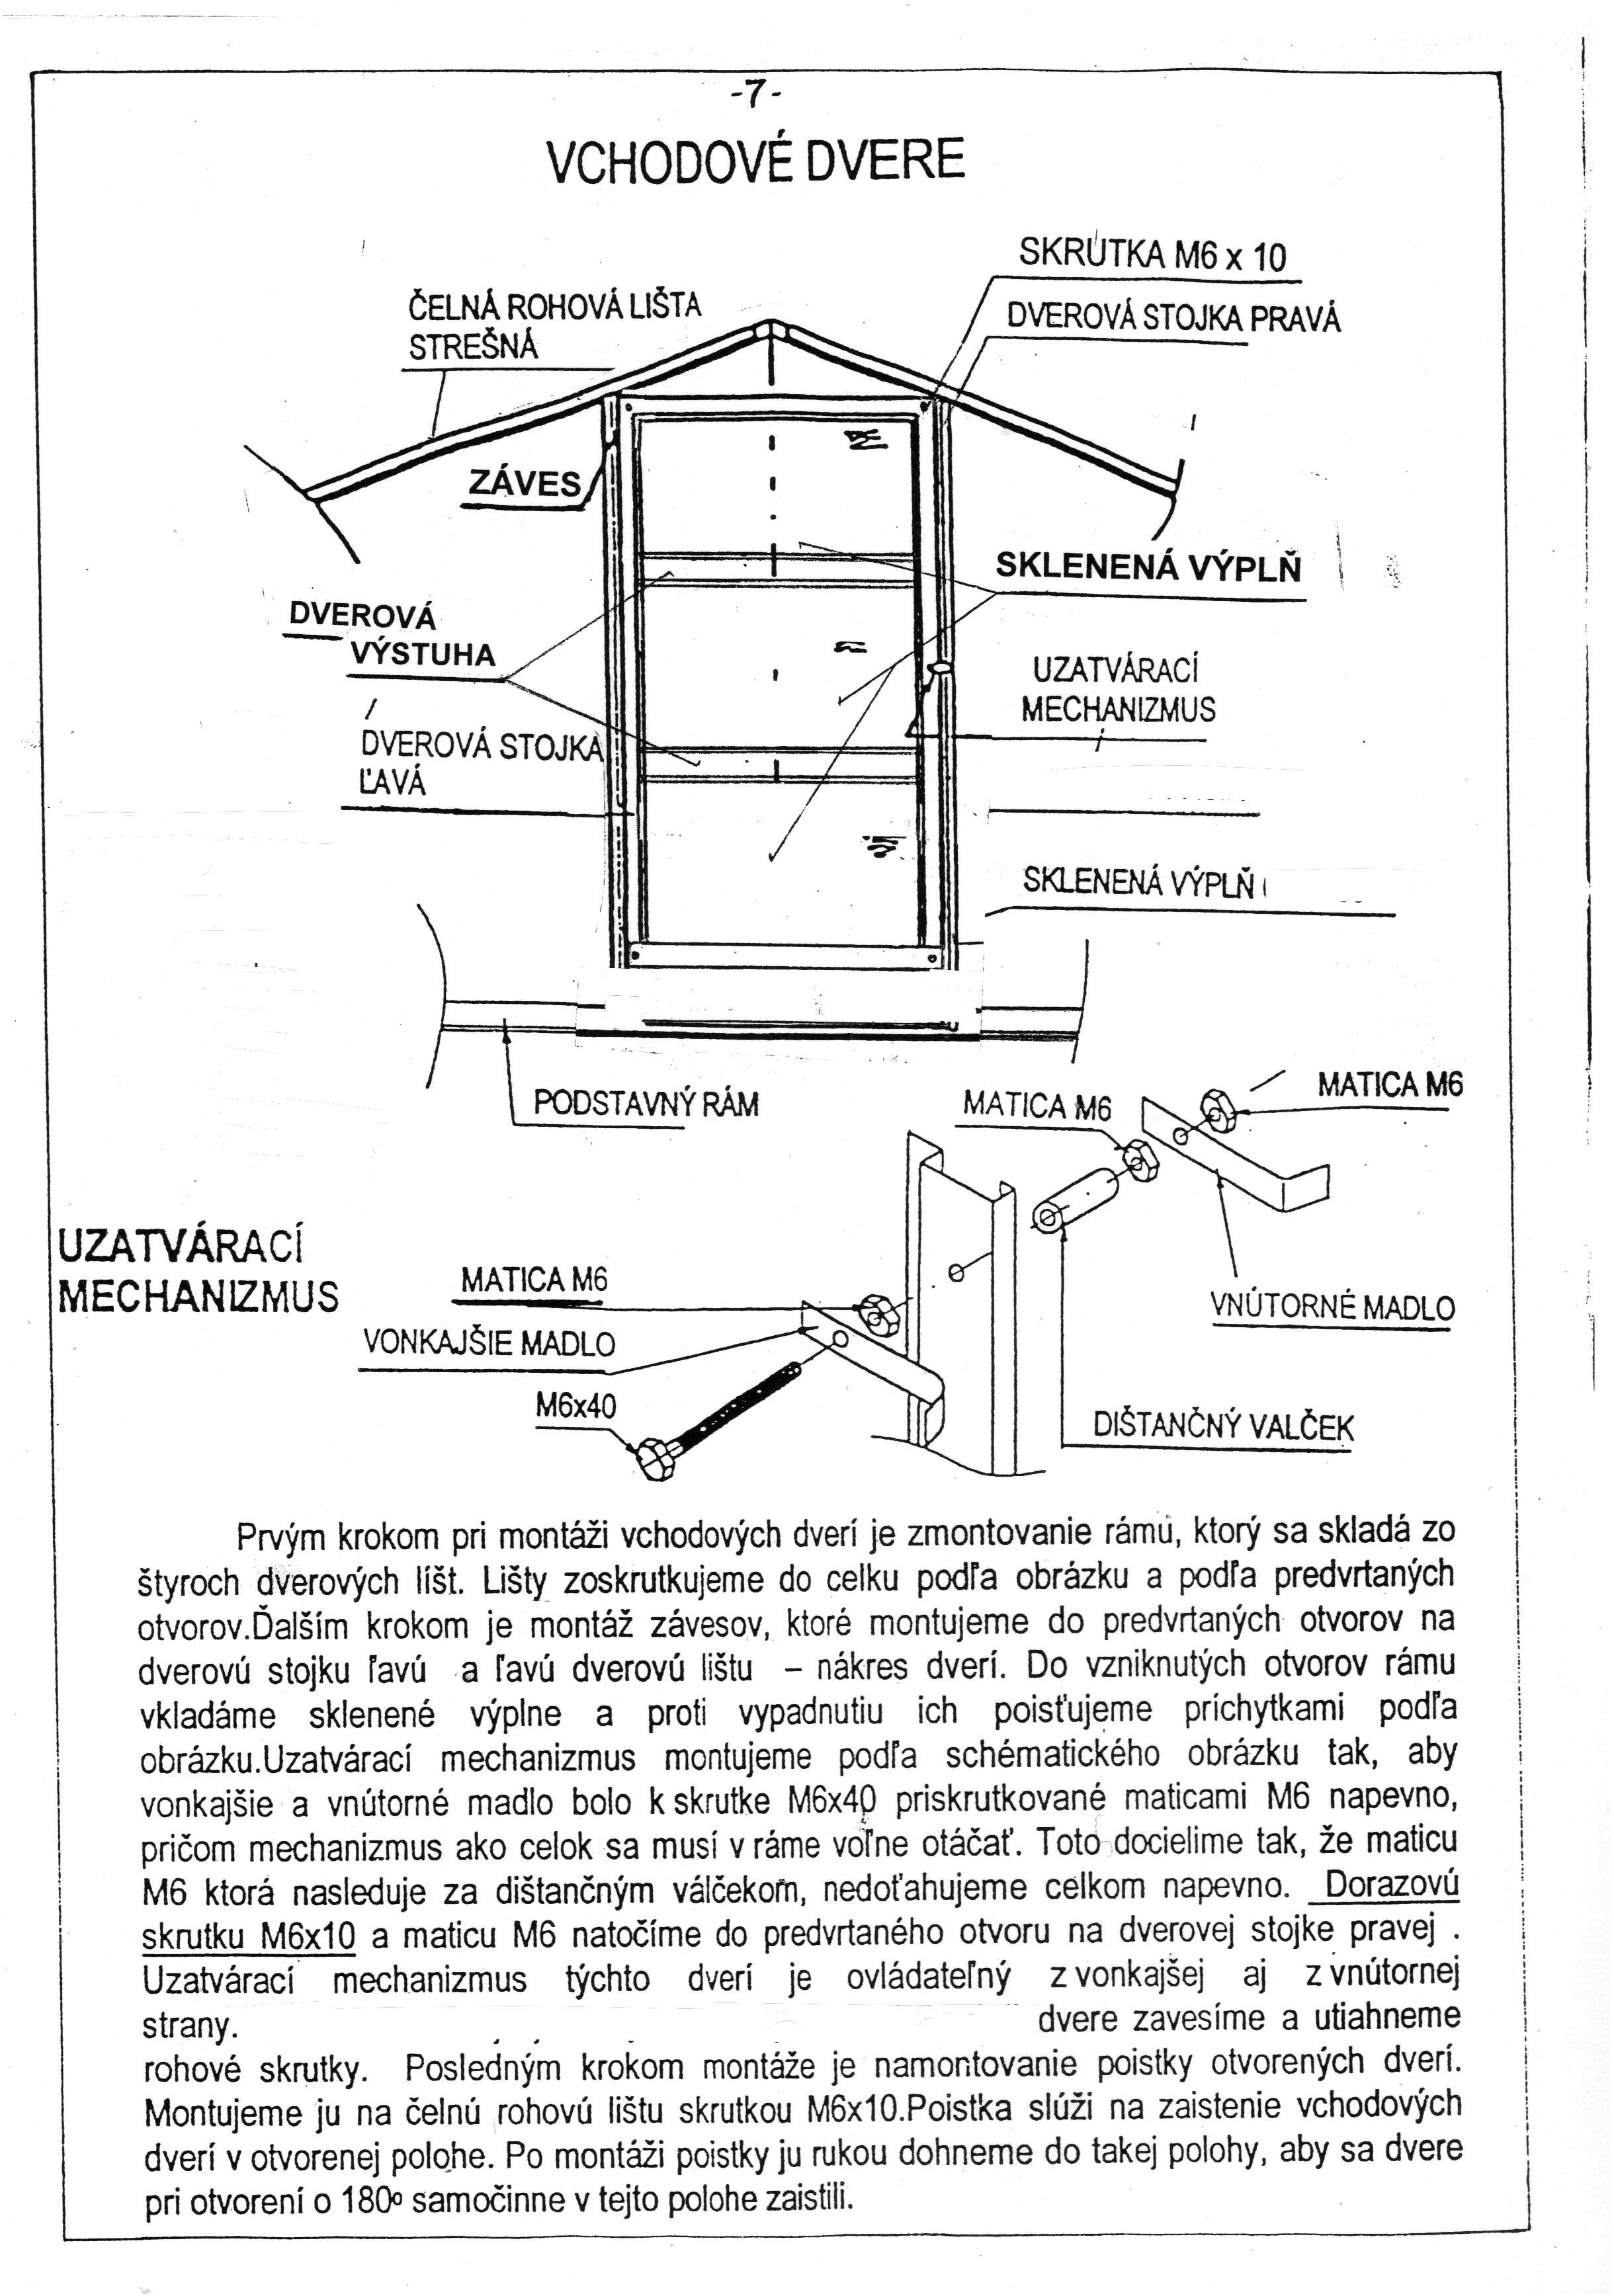 -7-
VCHODOVÉ DVERE
SKRUTKA M6 x 10
ČELNÁ ROHOVÁ LIŠTA
STREŠNÁ
DVEROVÁ STOJKA PRAVÁ
ZÁVES
SKLENENÁ VÝPLŇ
DVEROVÁ
VÝSTUHA
UZATVÁRACÍ
MECHANIZMUS
DVEROVÁ STOJKA
ĽAVÁ
SKLENENÁ VÝPLŇ
PODSTAVNÝ RÁM
MATICA M6
MATICA M6
UZATVÁRACÍ
MECHANIZMUS
MATICA M6
VNÚTORNÉ MADLO
VONKAJŠIE MADLO
M6x40
DIŠTANČNÝ VALČEK
Prvým krokom pri montáži vchodových dverí je zmontovanie rámu, ktorý sa skladá zo
štyroch dverových líšt. Lišty zoskrutkujeme do celku podľa obrázku a podľa predvrtaných
otvorov.Ďalším krokom je montáž závesov, ktoré montujeme do predvrtaných otvorov na
dverovú stojku ľavú a ľavú dverovú lištu – nákres dverí. Do vzniknutých otvorov rámu
vkladáme sklenené výplne a proti vypadnutiu ich poisťujeme príchytkami podľa
obrázku.Uzatvárací mechanizmus montujeme podľa schématického obrázku tak, aby
vonkajšie a vnútorné madlo bolo k skrutke M6x40 priskrutkované maticami M6 napevno,
pričom mechanizmus ako celok sa musí v ráme voľne otáčať. Toto docielime tak, že maticu
M6 ktorá nasleduje za dištančným válčekom, nedoťahujeme celkom napevno. Dorazovú
skrutku M6x10 a maticu M6 natočíme do predvrtaného otvoru na dverovej stojke pravej .
Uzatvárací mechanizmus týchto dverí je ovládateľný z vonkajšej aj z vnútornej
strany. dvere zavesíme a utiahneme
rohové skrutky. Posledným krokom montáže je namontovanie poistky otvorených dverí.
Montujeme ju na čelnú rohovú lištu skrutkou M6x10.Poistka slúži na zaistenie vchodových
dverí v otvorenej polohe. Po montáži poistky ju rukou dohneme do takej polohy, aby sa dvere
pri otvorení o 180º samočinne v tejto polohe zaistili.